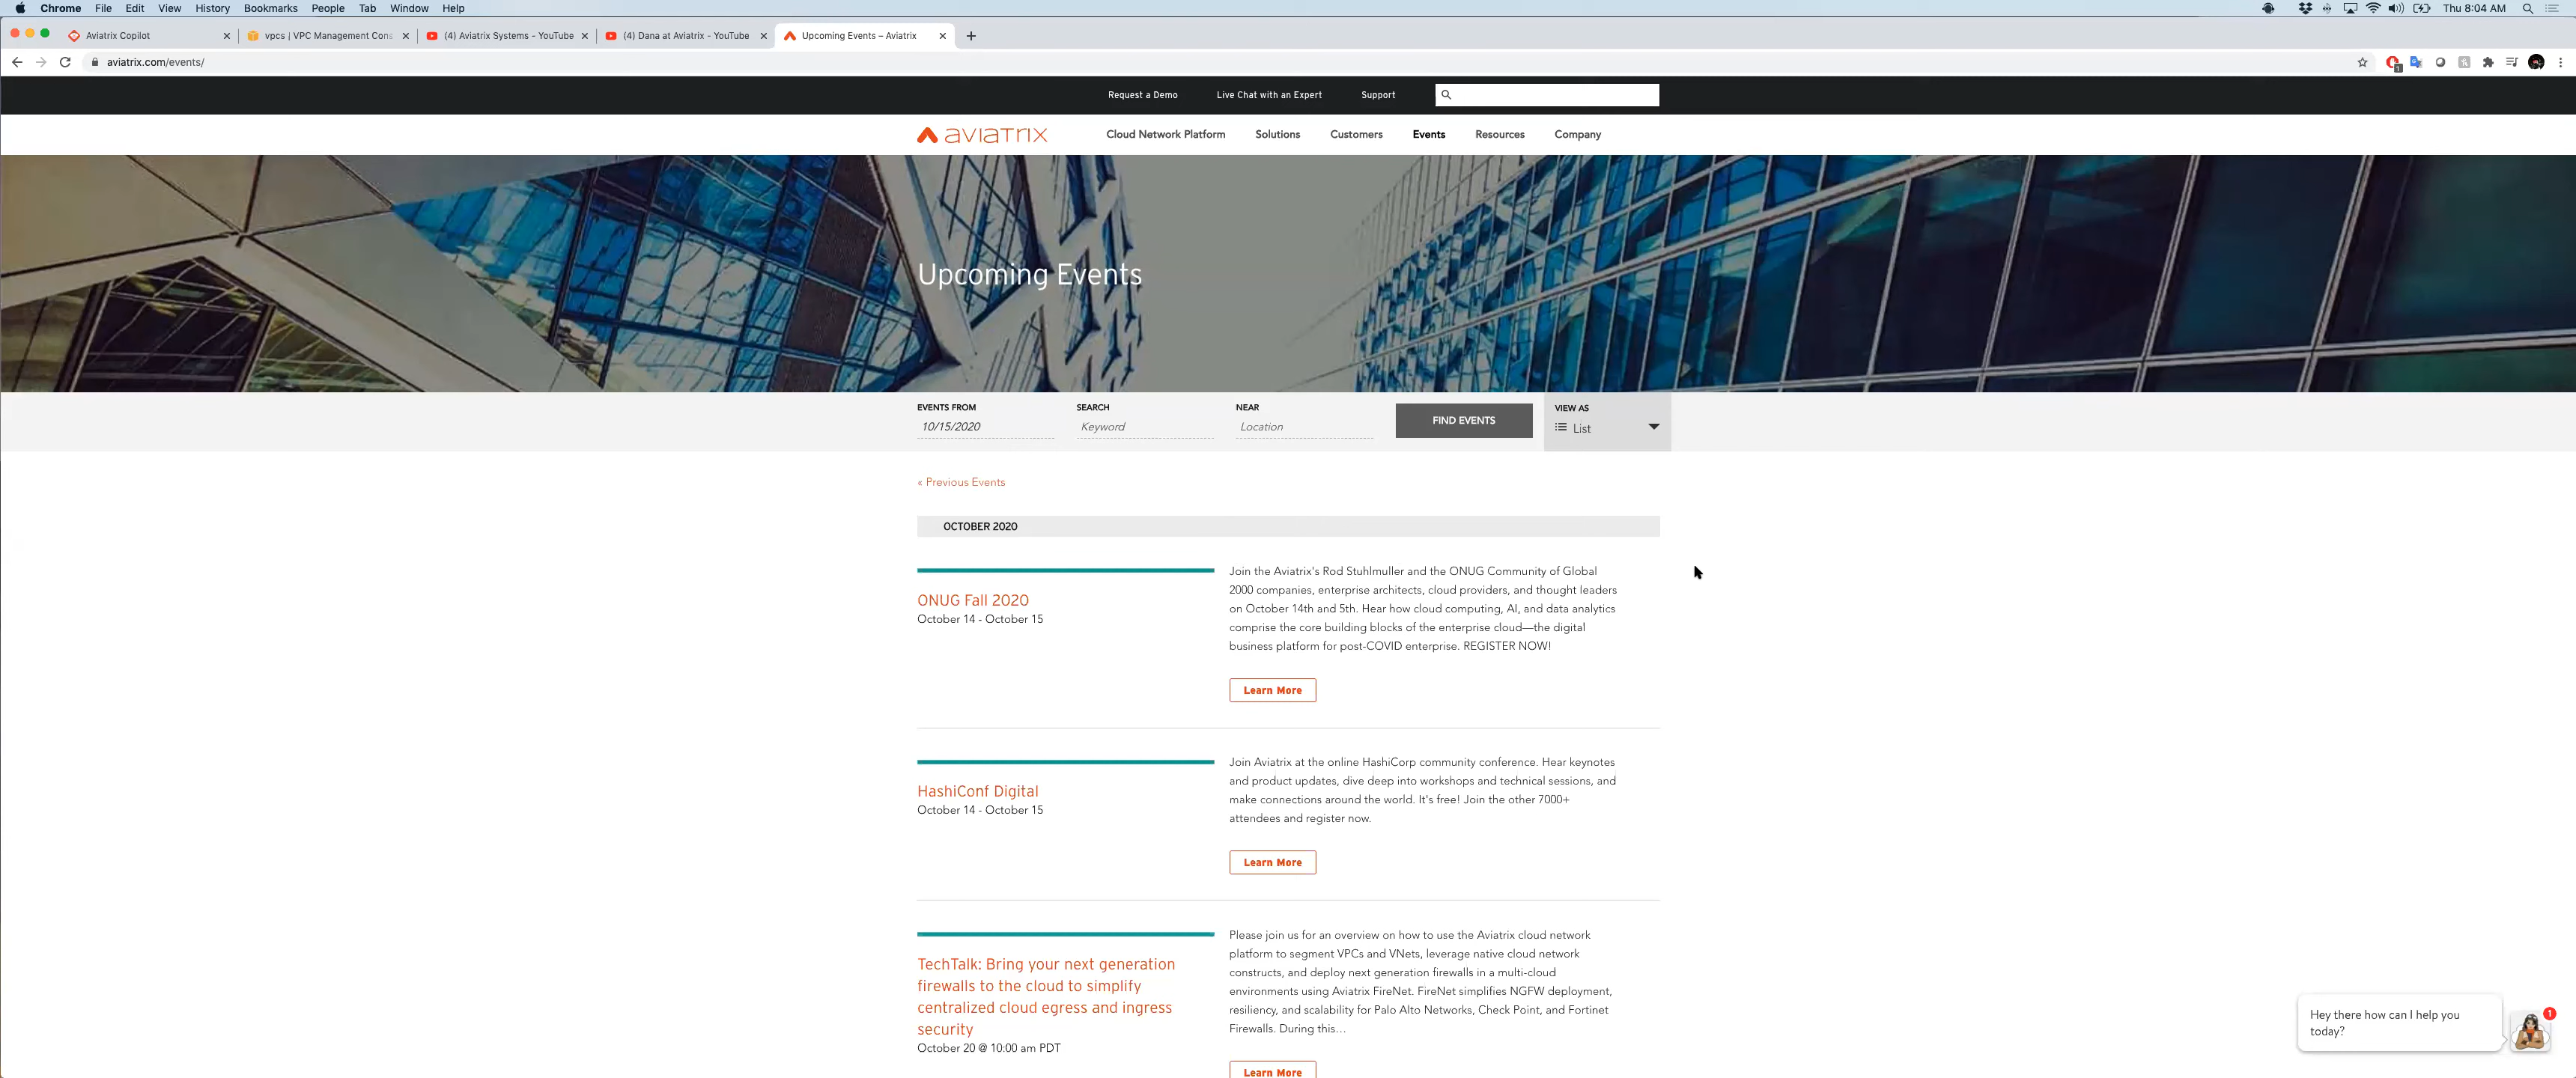 Chrome File Edit View History Bookmarks People Tab Window Help Thu 8:04 AM
Aviatrix Copilot vpcs | VPC Management Cons (4) Aviatrix Systems - YouTube (4) Dana at Aviatrix - YouTube Upcoming Events – Aviatrix
aviatrix.com/events/ 1
Request a Demo Live Chat with an Expert Support
aviatrix Cloud Network Platform Solutions Customers Events Resources Company
Upcoming Events
EVENTS FROM SEARCH NEAR FIND EVENTS VIEW AS
10/15/2020 Keyword Location List
« Previous Events
OCTOBER 2020
ONUG Fall 2020
October 14 - October 15
Join the Aviatrix's Rod Stuhlmuller and the ONUG Community of Global
2000 companies, enterprise architects, cloud providers, and thought leaders
on October 14th and 5th. Hear how cloud computing, AI, and data analytics
comprise the core building blocks of the enterprise cloud—the digital
business platform for post-COVID enterprise. REGISTER NOW!
Learn More
HashiConf Digital
October 14 - October 15
Join Aviatrix at the online HashiCorp community conference. Hear keynotes
and product updates, dive deep into workshops and technical sessions, and
make connections around the world. It's free! Join the other 7000+
attendees and register now.
Learn More
TechTalk: Bring your next generation
firewalls to the cloud to simplify
centralized cloud egress and ingress
security
October 20 @ 10:00 am PDT
Please join us for an overview on how to use the Aviatrix cloud network
platform to segment VPCs and VNets, leverage native cloud network
constructs, and deploy next generation firewalls in a multi-cloud
environments using Aviatrix FireNet. FireNet simplifies NGFW deployment,
resiliency, and scalability for Palo Alto Networks, Check Point, and Fortinet
Firewalls. During this…
Learn More
Hey there how can I help you
today?
1